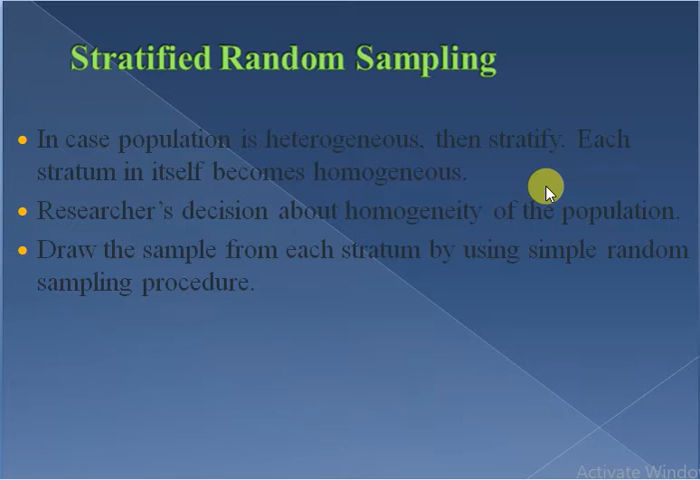 Stratified Random Sampling
In case population is heterogeneous, then stratify. Each
stratum in itself becomes homogeneous.
Researcher's decision about homogeneity of the population.
Draw the sample from each stratum by using simple random
sampling procedure.
Activate Windo